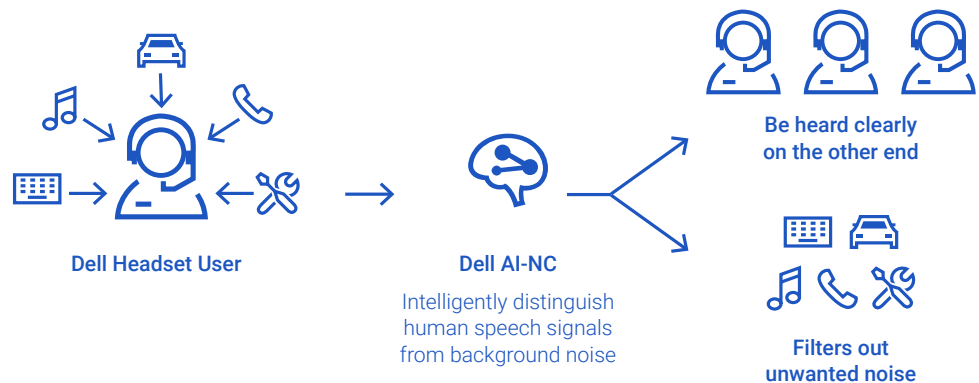 Dell Headset User
Dell AI-NC
Intelligently distinguish
human speech signals
from background noise
Be heard clearly
on the other end
Filters out
unwanted noise